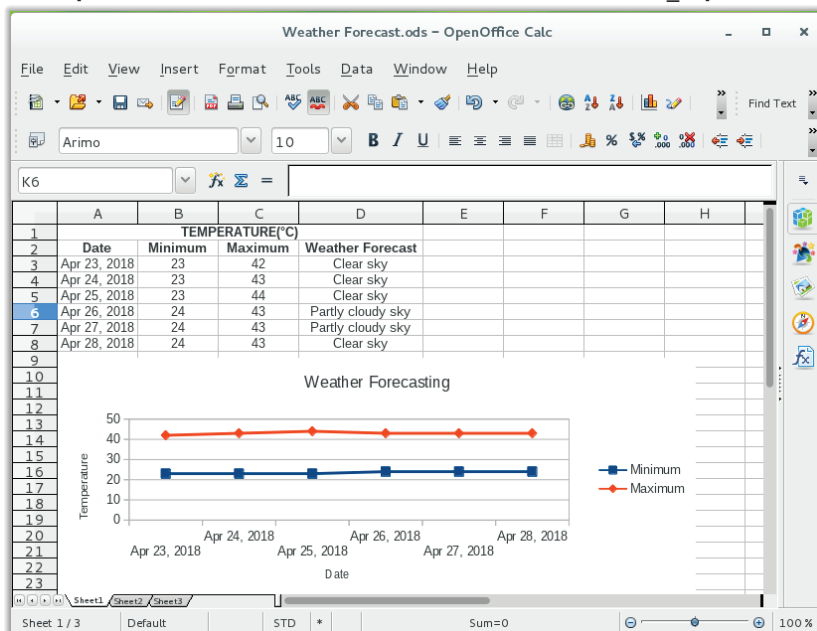 Weather Forecast.ods – OpenOffice Calc
File Edit View Insert Format Tools Data Window Help
Find Text
Arimo 10 B I U
K6
A B C D E F G H
1 TEMPERATURE(°C)
2 Date Minimum Maximum Weather Forecast
3 Apr 23, 2018 23 42 Clear sky
4 Apr 24, 2018 23 43 Clear sky
5 Apr 25, 2018 23 44 Clear sky
6 Apr 26, 2018 24 43 Partly cloudy sky
7 Apr 27, 2018 24 43 Partly cloudy sky
8 Apr 28, 2018 24 43 Clear sky
9
10
11
12
13
14
15
16
17
18
19
20
21
22
23
Weather Forecasting
50
40
30
20
10
0
Temperature
Minimum
Maximum
Apr 24, 2018 Apr 26, 2018 Apr 28, 2018
Apr 23, 2018 Apr 25, 2018 Apr 27, 2018
Date
Sheet1 Sheet2 Sheet3
Sheet 1 / 3 Default STD * Sum=0 100 %